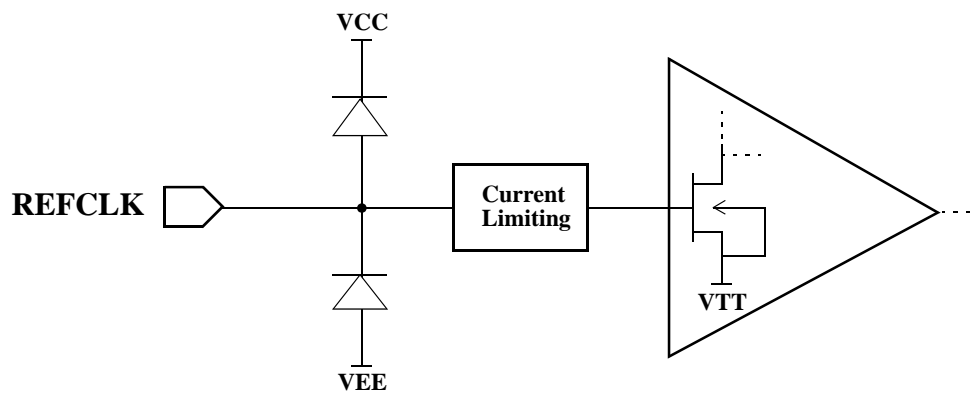 VCC
REFCLK
Current
Limiting
VTT
VEE